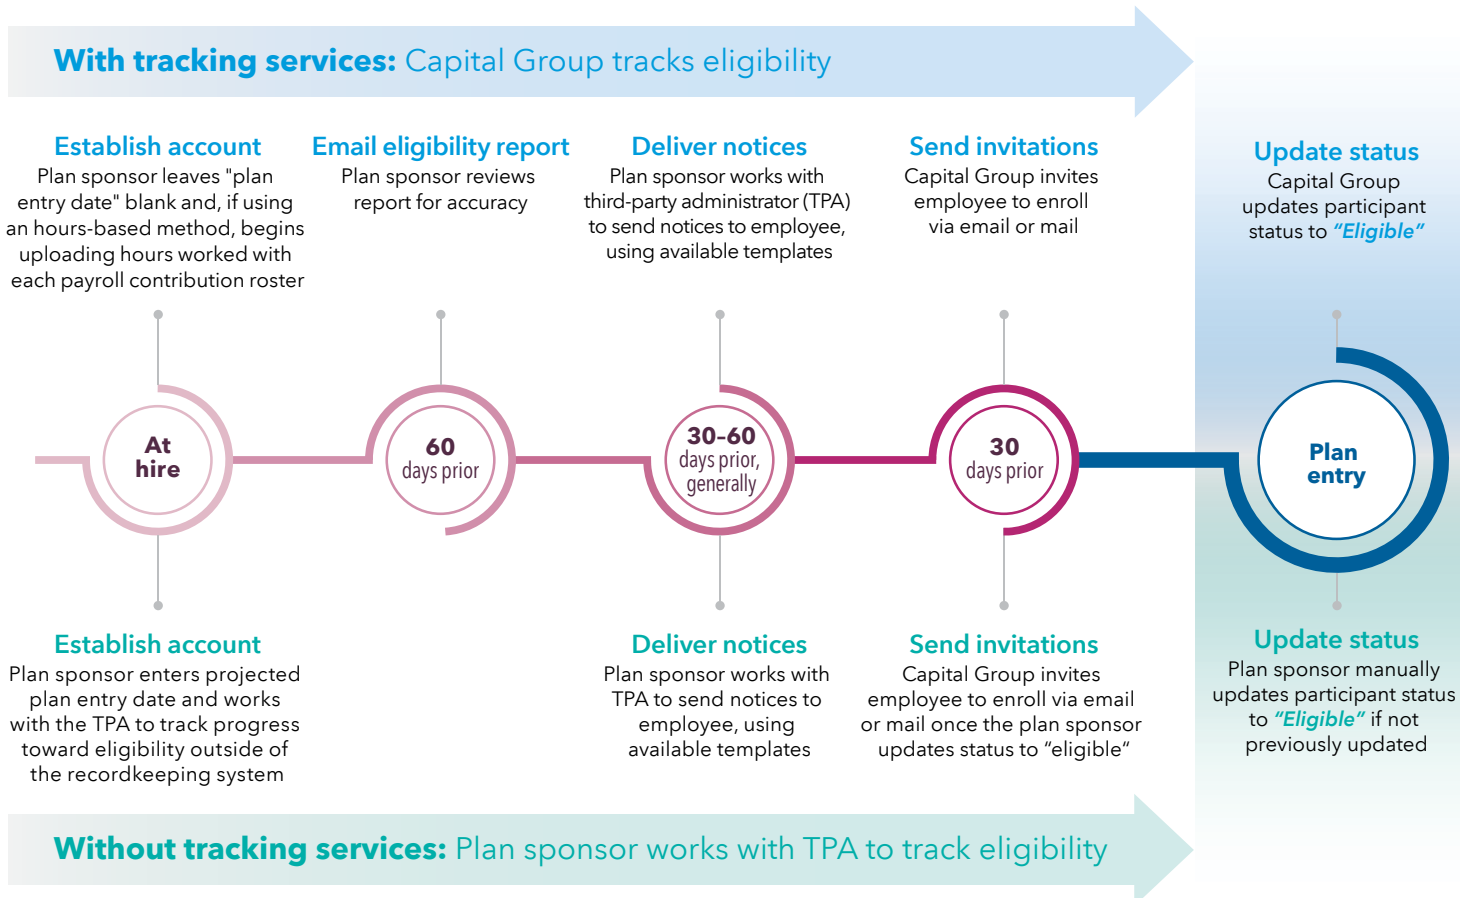 With tracking services: Capital Group tracks eligibility
Establish account
Plan sponsor leaves "plan
entry date" blank and, if using
an hours-based method, begins
uploading hours worked with
each payroll contribution roster
Email eligibility report
Plan sponsor reviews
report for accuracy
Deliver notices
Plan sponsor works with
third-party administrator (TPA)
to send notices to employee,
using available templates
Send invitations
Capital Group invites
employee to enroll
via email or mail
Update status
Capital Group
updates participant
status to “Eligible”
At
hire
60
days prior
30–60
days prior,
generally
30
days prior
Plan
entry
Establish account
Plan sponsor enters projected
plan entry date and works
with the TPA to track progress
toward eligibility outside of
the recordkeeping system
Deliver notices
Plan sponsor works with
TPA to send notices to
employee, using
available templates
Send invitations
Capital Group invites
employee to enroll via email
or mail once the plan sponsor
updates status to “eligible“
Update status
Plan sponsor manually
updates participant status
to “Eligible” if not
previously updated
Without tracking services: Plan sponsor works with TPA to track eligibility